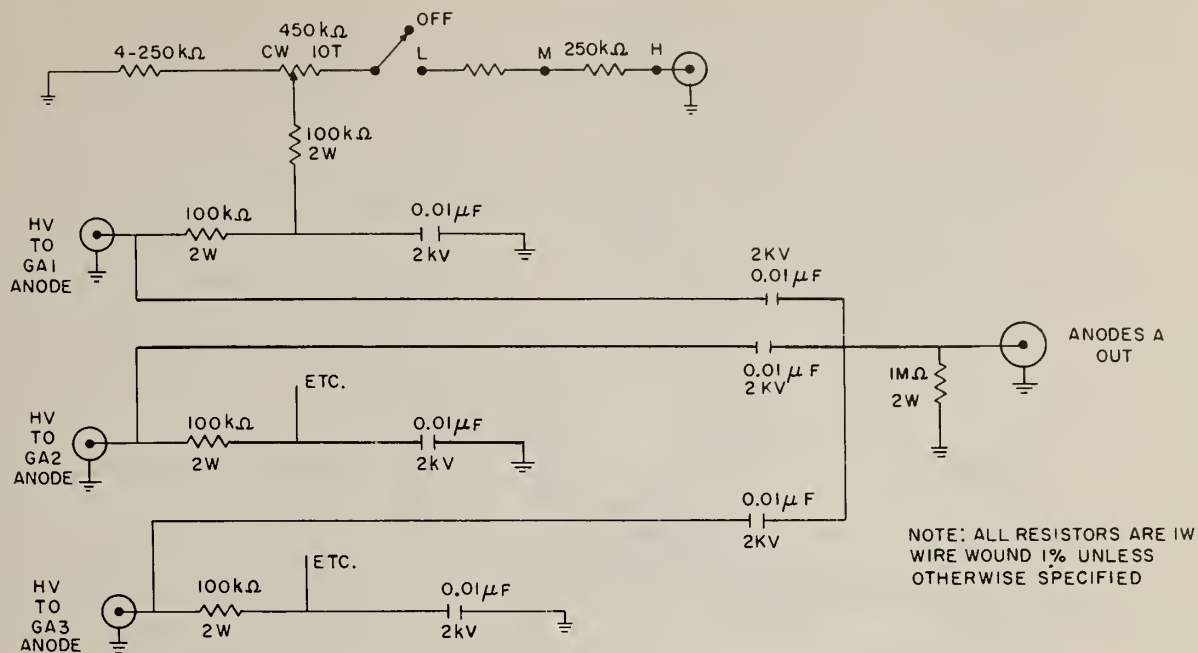 OFF
450kΩ
4-250kΩ
CW 10T
L
M
250kΩ
H
100kΩ
2W
HV
TO
GA1
ANODE
100kΩ
2W
0.01μF
2kV
2KV
0.01μF
ANODES A
OUT
0.01μF
2KV
1MΩ
2W
ETC.
HV
TO
GA2
ANODE
100kΩ
2W
0.01μF
2kV
0.01μF
2KV
NOTE: ALL RESISTORS ARE 1W
WIRE WOUND 1% UNLESS
OTHERWISE SPECIFIED
ETC.
HV
TO
GA3
ANODE
100kΩ
2W
0.01μF
2kV